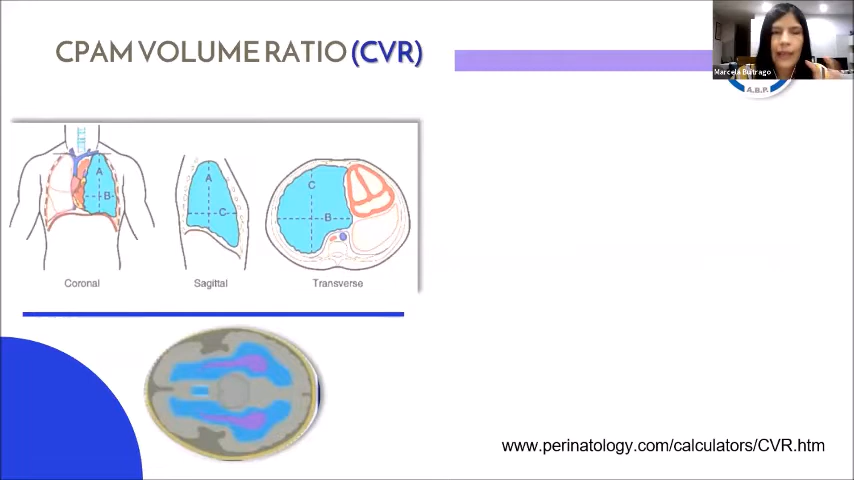 CPAM VOLUME RATIO (CVR)
Marcela Buitrago
A.B.P.
A
B
A
C
C
B
Coronal
Sagittal
Transverse
www.perinatology.com/calculators/CVR.htm